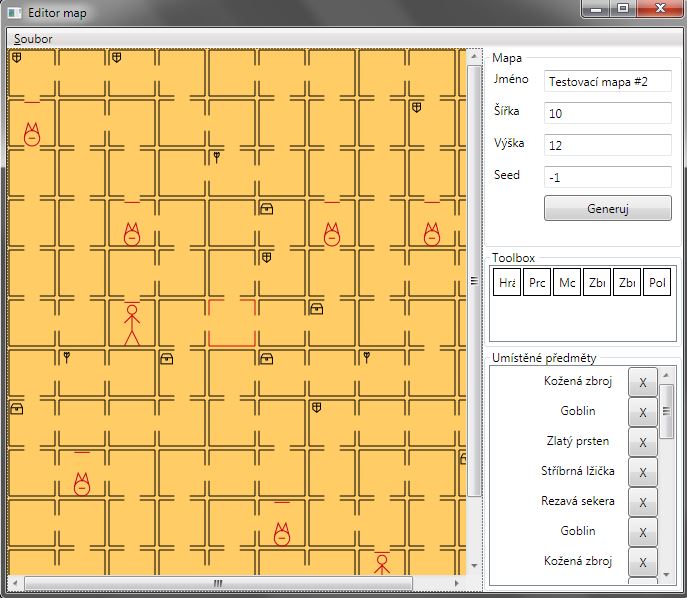 Editor map
Soubor
Mapa
Jméno
Testovací mapa #2
Šířka
10
Výška
12
Seed
-1
Generuj
Toolbox
Hrá
Prc
Mc
Zbı
Zbı
Pol
Umístěné předměty
Kožená zbroj X
Goblin X
Zlatý prsten X
Stříbrná lžička X
Rezavá sekera X
Goblin X
Kožená zbroj X